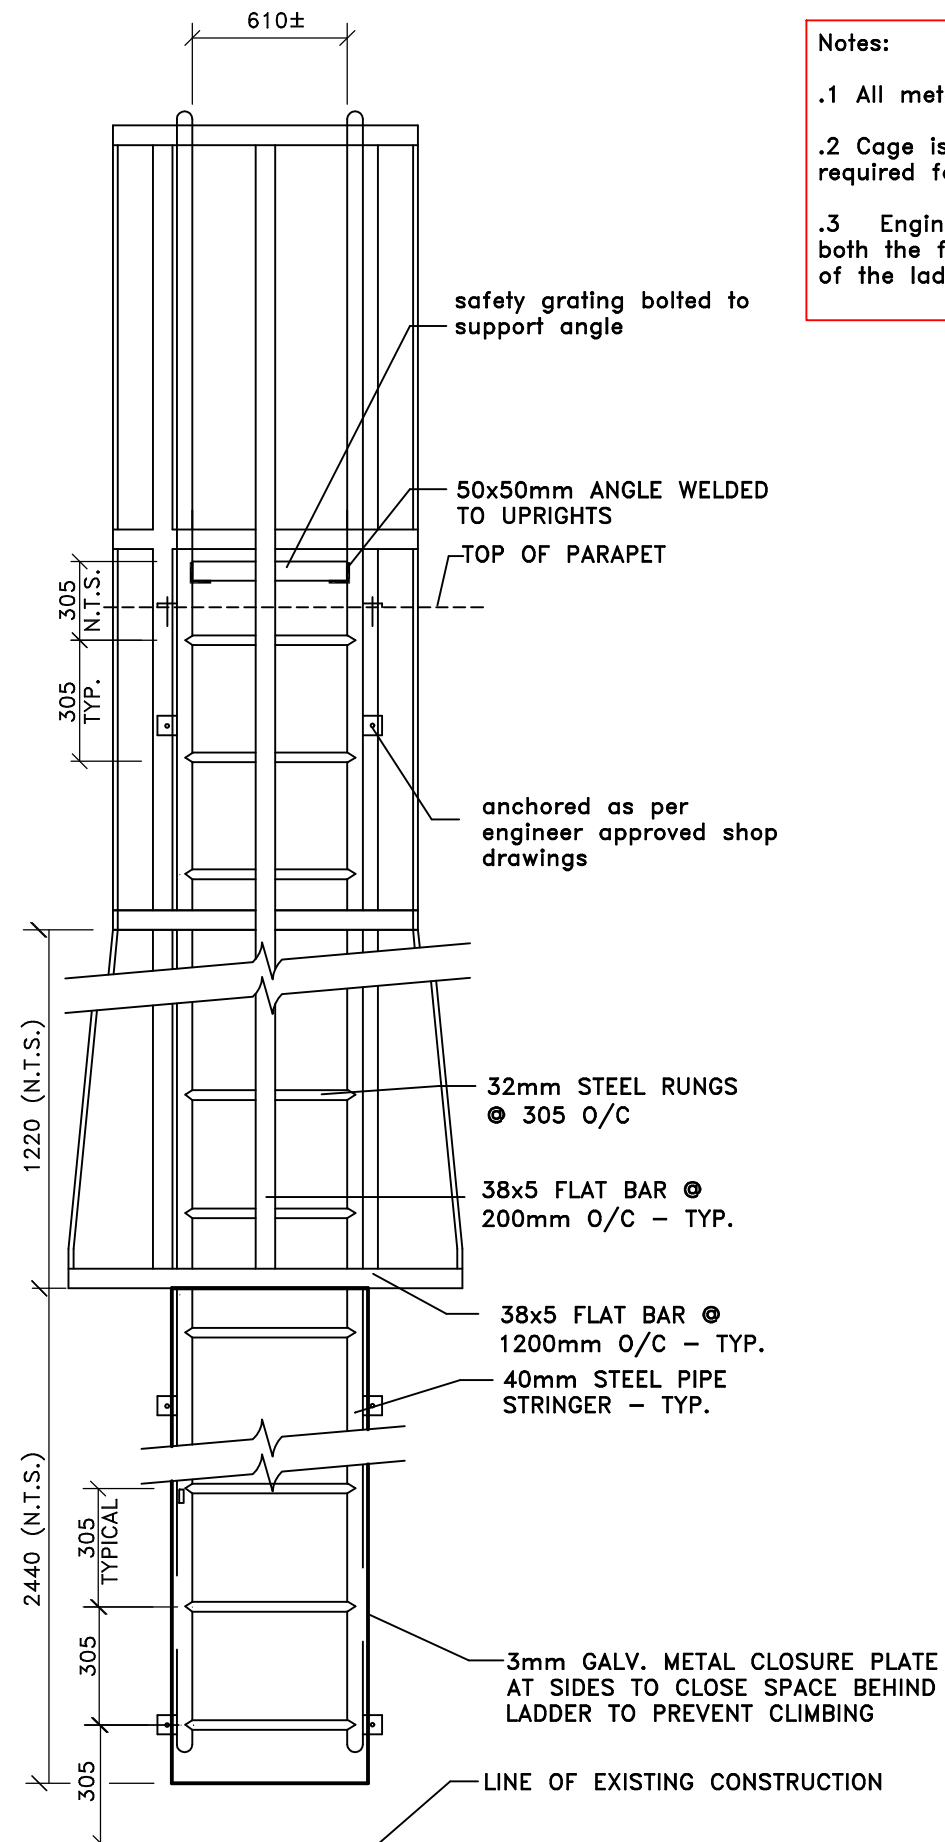 610±
Notes:
.1 All met
.2 Cage is
required fo
.3 Engin
both the f
of the lad
safety grating bolted to
support angle
50x50mm ANGLE WELDED
TO UPRIGHTS
TOP OF PARAPET
305
N.T.S.
305
TYP.
anchored as per
engineer approved shop
drawings
1220 (N.T.S.)
32mm STEEL RUNGS
@ 305 O/C
38x5 FLAT BAR @
200mm O/C - TYP.
38x5 FLAT BAR @
1200mm O/C - TYP.
40mm STEEL PIPE
STRINGER - TYP.
2440 (N.T.S.)
305
TYPICAL
305
3mm GALV. METAL CLOSURE PLATE
AT SIDES TO CLOSE SPACE BEHIND
LADDER TO PREVENT CLIMBING
305
LINE OF EXISTING CONSTRUCTION